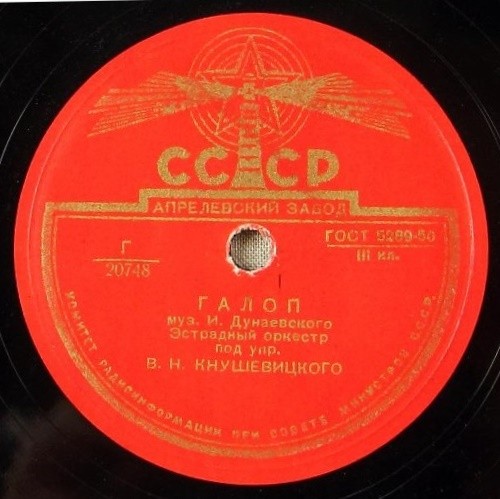 СССР
АПРЕЛЕВСКИЙ ЗАВОД
Г
20748
ГОСТ 5289-50
III кл.
ГАЛОП
муз. И. Дунаевского
Эстрадный оркестр
под упр.
В. Н. КНУШЕВИЦКОГО
КОМИТЕТ РАДИОИНФОРМАЦИИ ПРИ СОВЕТЕ МИНИСТРОВ СССР